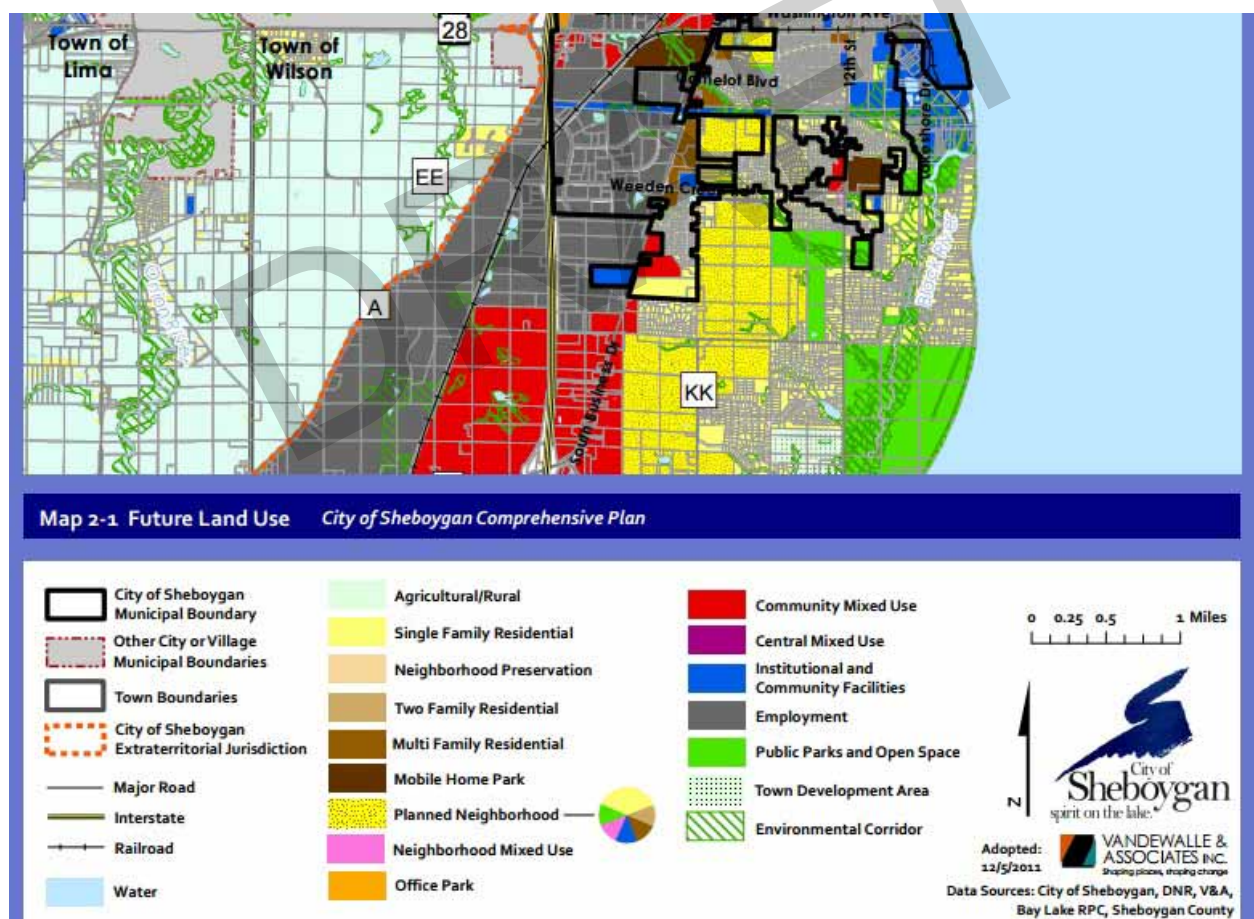 Washington Ave
28
Town of
Lima
Town of
Wilson
12th St
Camelot Blvd
Lakeshore Dr
EE
Weeden Creek
Black River
Onion River
A
South Business Dr
KK
DRAFT
Map 2-1 Future Land Use City of Sheboygan Comprehensive Plan
City of Sheboygan
Municipal Boundary
Other City or Village
Municipal Boundaries
Town Boundaries
City of Sheboygan
Extraterritorial Jurisdiction
Major Road
Interstate
Railroad
Water
Agricultural/Rural
Single Family Residential
Neighborhood Preservation
Two Family Residential
Multi Family Residential
Mobile Home Park
Planned Neighborhood
Neighborhood Mixed Use
Office Park
Community Mixed Use
Central Mixed Use
Institutional and
Community Facilities
Employment
Public Parks and Open Space
Town Development Area
Environmental Corridor
0 0.25 0.5 1 Miles
N
City of
Sheboygan
spirit on the lake.
Adopted:
12/5/2011
VANDEWALLE &
ASSOCIATES INC.
Shaping places, shaping change
Data Sources: City of Sheboygan, DNR, V&A,
Bay Lake RPC, Sheboygan County